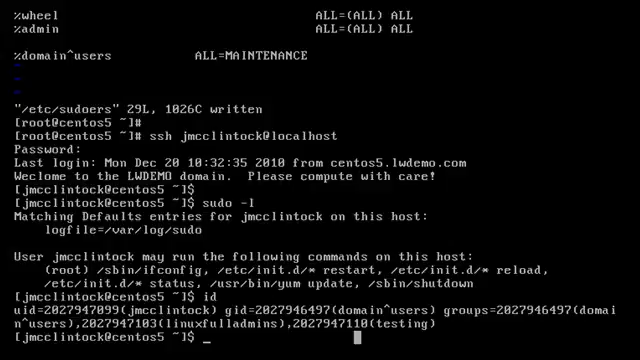 %wheel ALL=(ALL) ALL
%admin ALL=(ALL) ALL
%domain^users ALL=MAINTENANCE
~
~
~
"/etc/sudoers" 29L, 1026C written
[root@centos5 ~]#
[root@centos5 ~]# ssh jmcclintock@localhost
Password:
Last login: Mon Dec 20 10:32:35 2010 from centos5.lwdemo.com
Weclome to the LWDEMO domain.  Please compute with care!
[jmcclintock@centos5 ~]$
[jmcclintock@centos5 ~]$ sudo -l
Matching Defaults entries for jmcclintock on this host:
    logfile=/var/log/sudo
User jmcclintock may run the following commands on this host:
    (root) /sbin/ifconfig, /etc/init.d/* restart, /etc/init.d/* reload,
    /etc/init.d/* status, /usr/bin/yum update, /sbin/shutdown
[jmcclintock@centos5 ~]$ id
uid=2027947099(jmcclintock) gid=2027946497(domain^users) groups=2027946497(domai
n^users),2027947103(linuxfulladmins),2027947110(testing)
[jmcclintock@centos5 ~]$ _